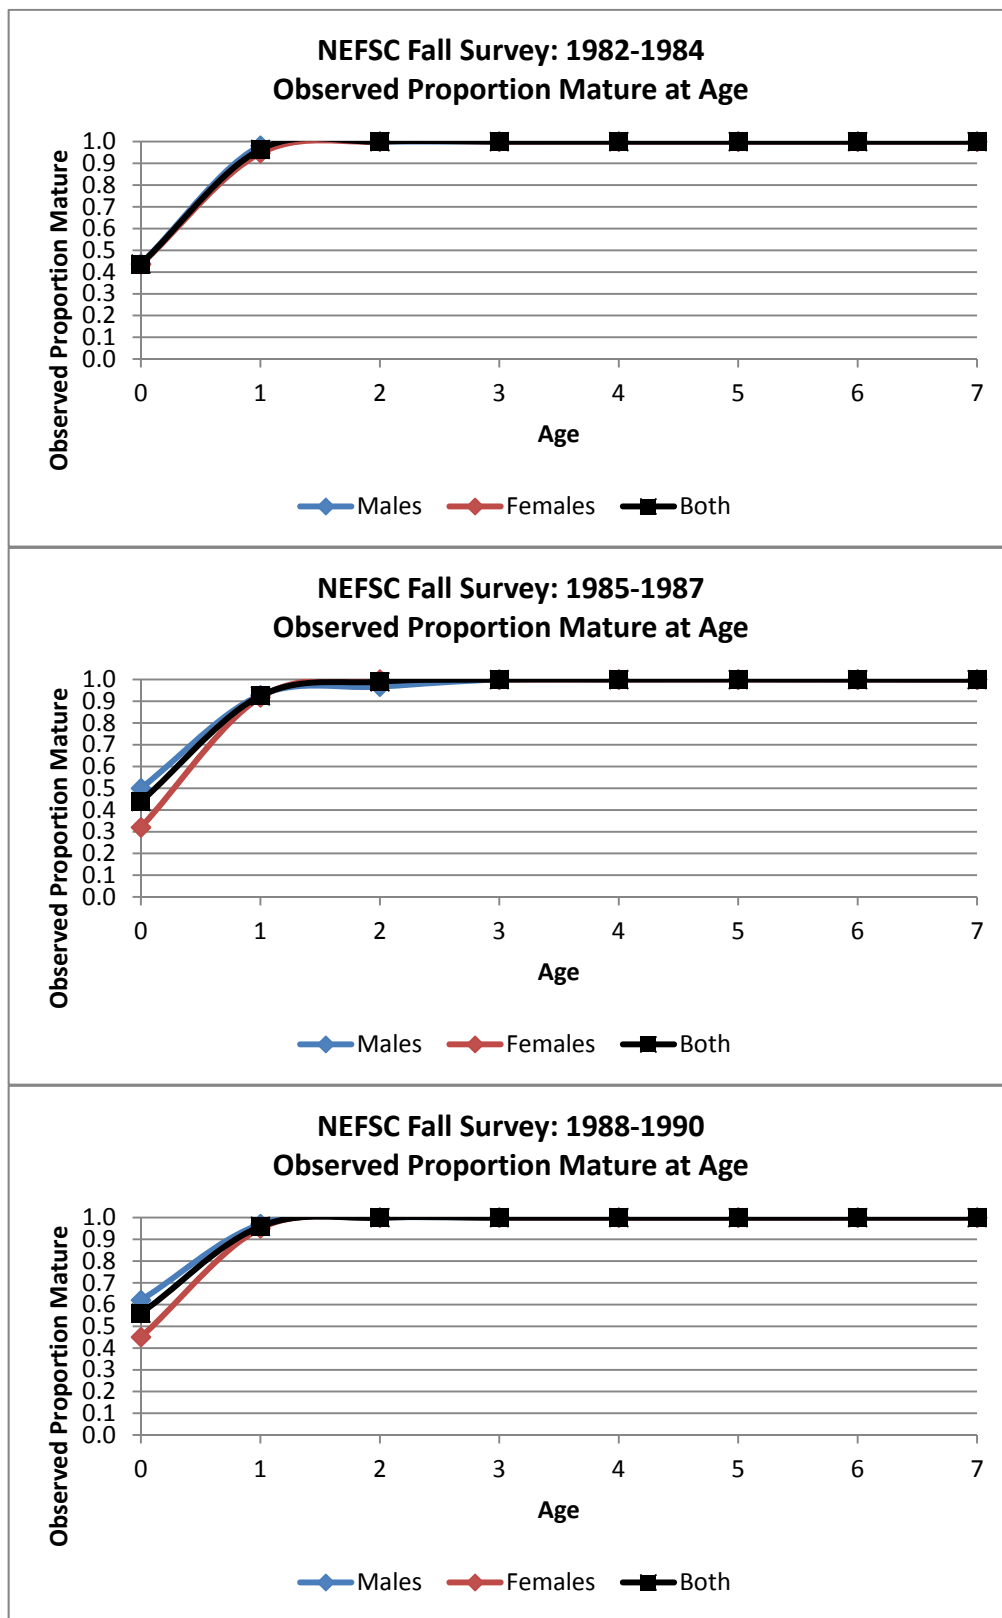 NEFSC Fall Survey: 1982-1984
Observed Proportion Mature at Age
Observed Proportion Mature
1.0
0.9
0.8
0.7
0.6
0.5
0.4
0.3
0.2
0.1
0.0
0 1 2 3 4 5 6 7
Age
Males Females Both
NEFSC Fall Survey: 1985-1987
Observed Proportion Mature at Age
Observed Proportion Mature
1.0
0.9
0.8
0.7
0.6
0.5
0.4
0.3
0.2
0.1
0.0
0 1 2 3 4 5 6 7
Age
Males Females Both
NEFSC Fall Survey: 1988-1990
Observed Proportion Mature at Age
Observed Proportion Mature
1.0
0.9
0.8
0.7
0.6
0.5
0.4
0.3
0.2
0.1
0.0
0 1 2 3 4 5 6 7
Age
Males Females Both